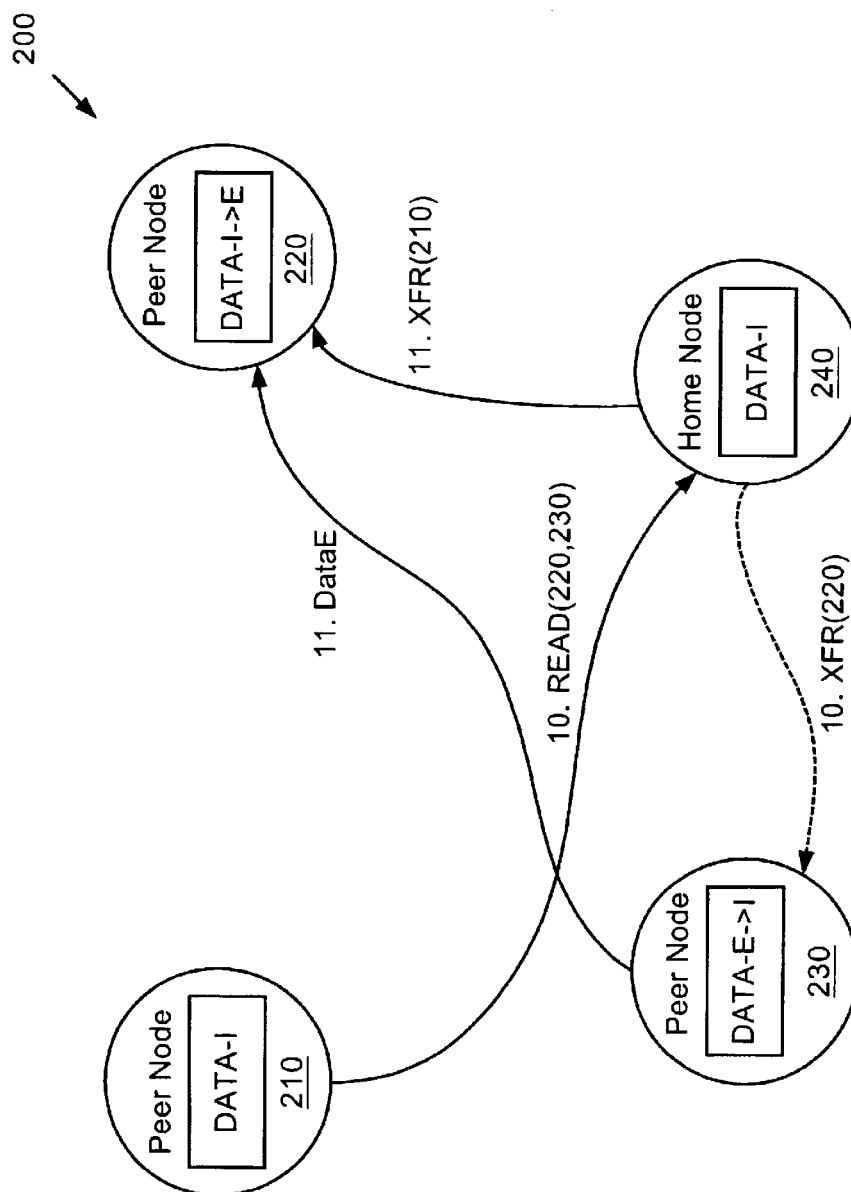 200
Peer Node
DATA-I
210
Peer Node
DATA-I->E
220
11. DataE
11. XFR(210)
10. READ(220,230)
Peer Node
DATA-E->I
230
Home Node
DATA-I
240
10. XFR(220)